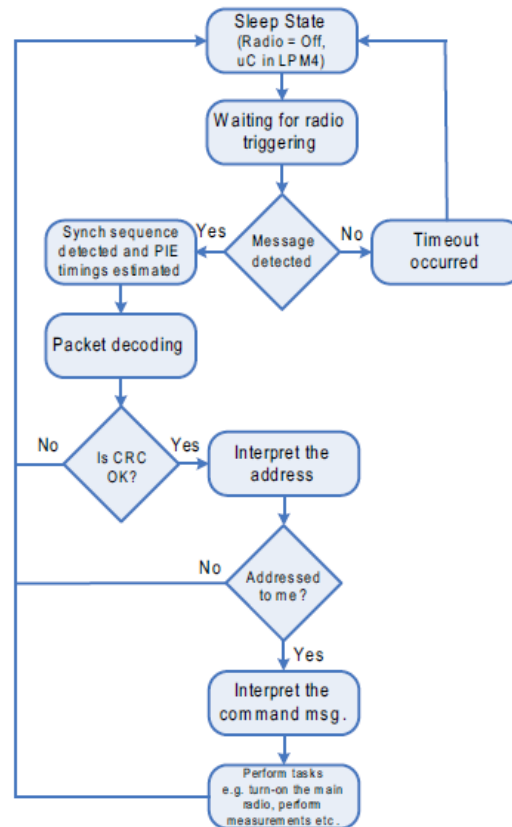 Sleep State
(Radio = Off,
uC in LPM4)
Waiting for radio
triggering
Message
detected
Yes
No
Synch sequence
detected and PIE
timings estimated
Timeout
occurred
Packet decoding
Is CRC
OK?
No
Yes
Interpret the
address
Addressed
to me?
No
Yes
Interpret the
command msg.
Perform tasks
e.g. turn-on the main
radio, perform
measurements etc.